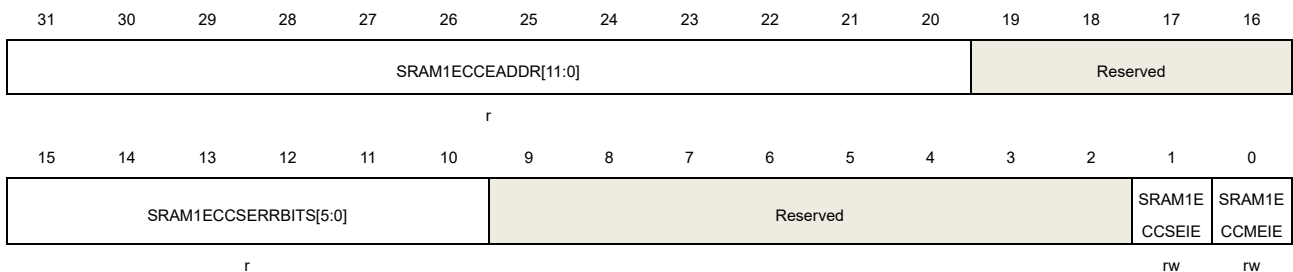 31 30 29 28 27 26 25 24 23 22 21 20 19 18 17 16
SRAM1ECCEADDR[11:0] Reserved
r
15 14 13 12 11 10 9 8 7 6 5 4 3 2 1 0
SRAM1ECCSERRBITS[5:0] Reserved SRAM1E CCSEIE SRAM1E CCMEIE
r rw rw